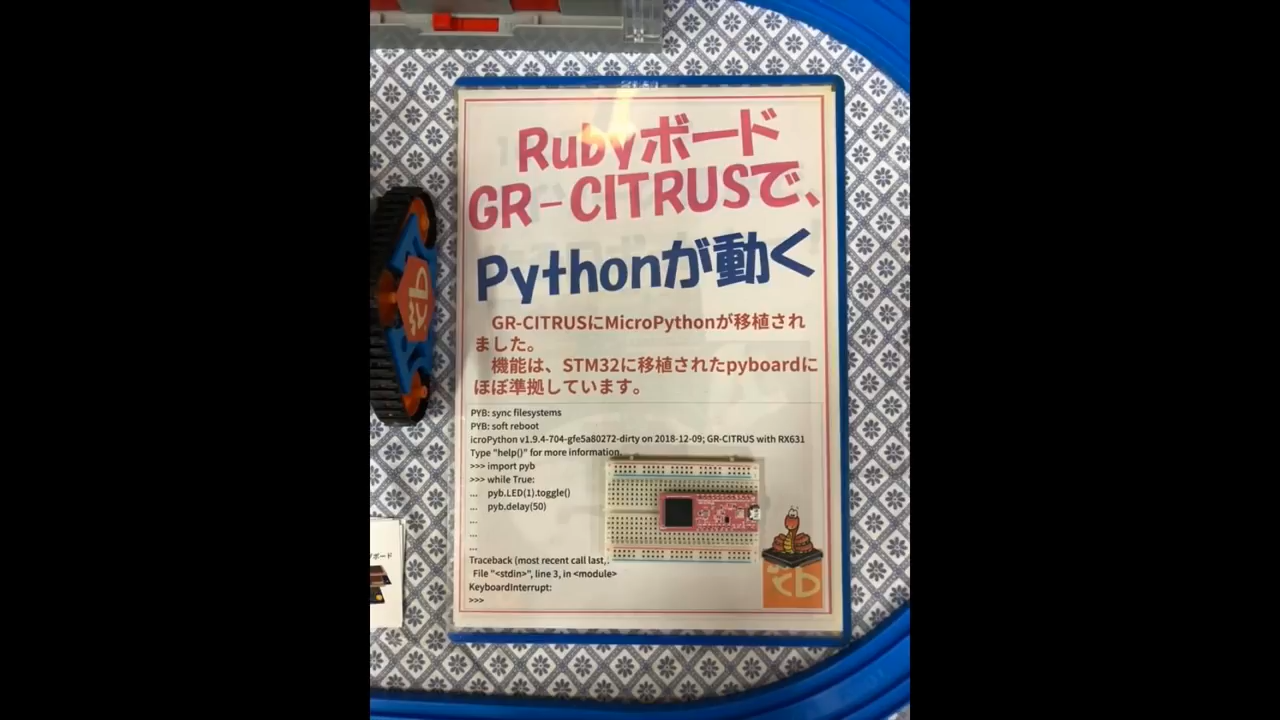 Rubyボード
GR-CITRUSで、
Pythonが動く
GR-CITRUSにMicroPythonが移植され
ました。
機能は、STM32に移植されたpyboardに
ほぼ準拠しています。
PYB: sync filesystems
PYB: soft reboot
icroPython v1.9.4-704-gfe5a80272-dirty on 2018-12-09; GR-CITRUS with RX631
Type "help()" for more information.
>>> import pyb
>>> while True:
... pyb.LED(1).toggle()
... pyb.delay(50)
...
...
...
Traceback (most recent call last,
File "<stdin>", line 3, in <module>
KeyboardInterrupt:
>>>
ボード